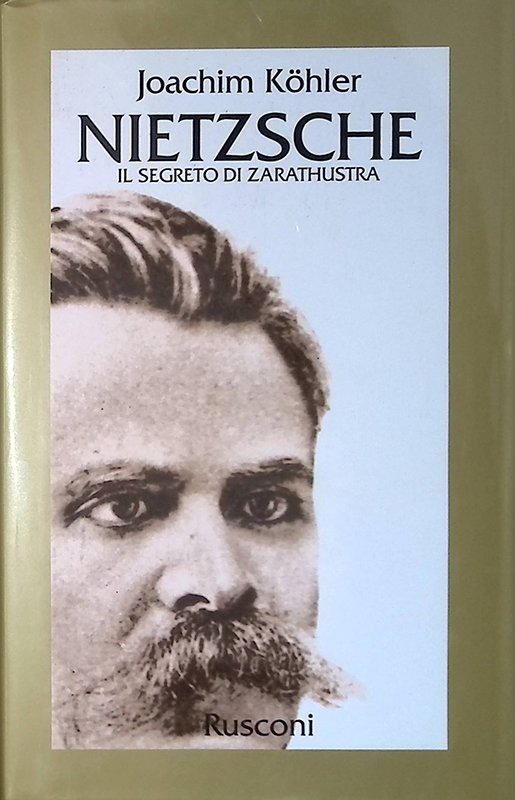 Joachim Köhler
NIETZSCHE
IL SEGRETO DI ZARATHUSTRA
Rusconi